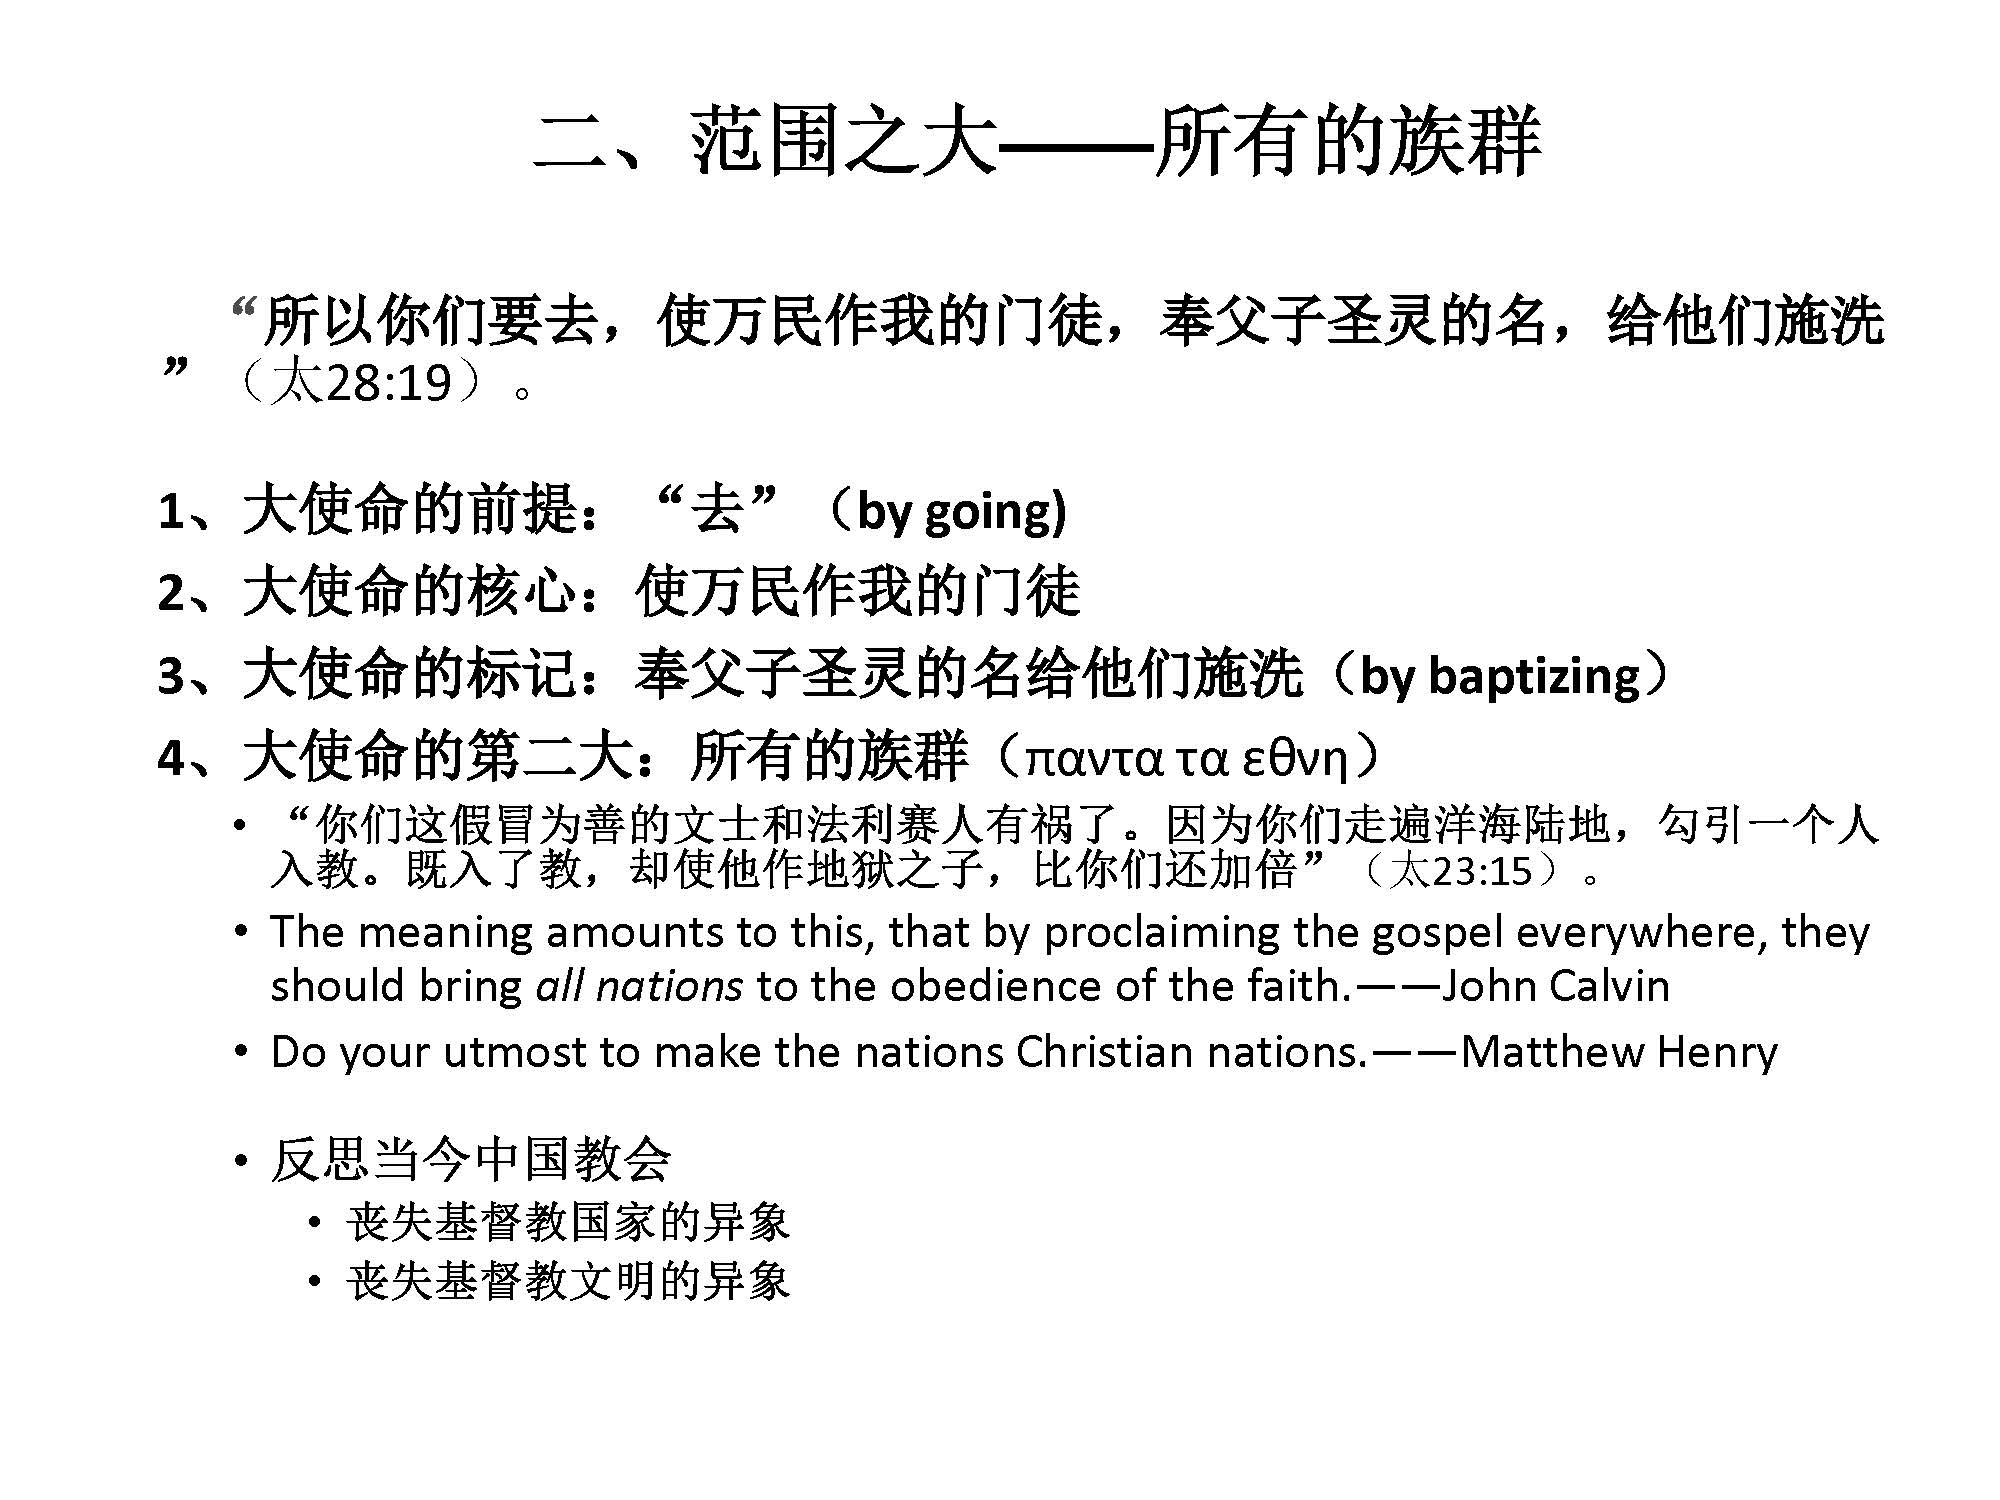 二、范围之大——所有的族群
“所以你们要去，使万民作我的门徒，奉父子圣灵的名，给他们施洗
”（太28:19）。
1、大使命的前提：“去”（by going)
2、大使命的核心：使万民作我的门徒
3、大使命的标记：奉父子圣灵的名给他们施洗（by baptizing）
4、大使命的第二大：所有的族群（παντα τα εθνη）
• “你们这假冒为善的文士和法利赛人有祸了。因为你们走遍洋海陆地，勾引一个人
入教。既入了教，却使他作地狱之子，比你们还加倍”（太23:15）。
• The meaning amounts to this, that by proclaiming the gospel everywhere, they
should bring all nations to the obedience of the faith.——John Calvin
• Do your utmost to make the nations Christian nations.——Matthew Henry
• 反思当今中国教会
• 丧失基督教国家的异象
• 丧失基督教文明的异象